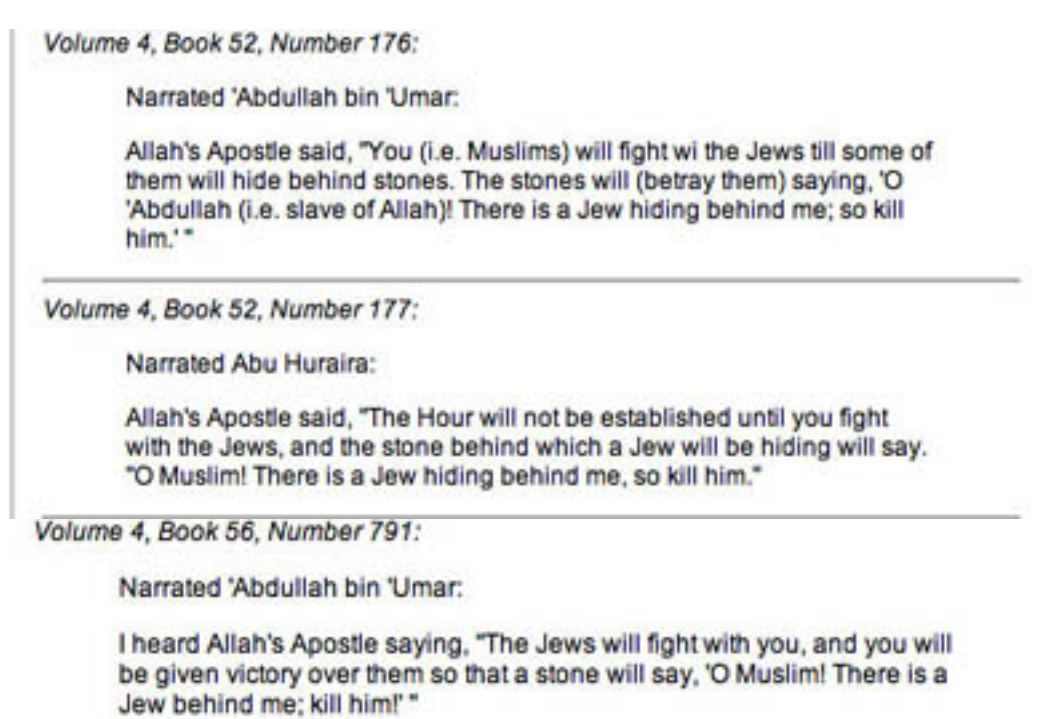 Volume 4, Book 52, Number 176:
Narrated 'Abdullah bin 'Umar:
Allah's Apostle said, "You (i.e. Muslims) will fight wi the Jews till some of
them will hide behind stones. The stones will (betray them) saying, 'O
'Abdullah (i.e. slave of Allah)! There is a Jew hiding behind me; so kill
him.' "
Volume 4, Book 52, Number 177:
Narrated Abu Huraira:
Allah's Apostle said, "The Hour will not be established until you fight
with the Jews, and the stone behind which a Jew will be hiding will say.
"O Muslim! There is a Jew hiding behind me, so kill him."
Volume 4, Book 56, Number 791:
Narrated 'Abdullah bin 'Umar:
I heard Allah's Apostle saying, "The Jews will fight with you, and you will
be given victory over them so that a stone will say, 'O Muslim! There is a
Jew behind me; kill him!' "